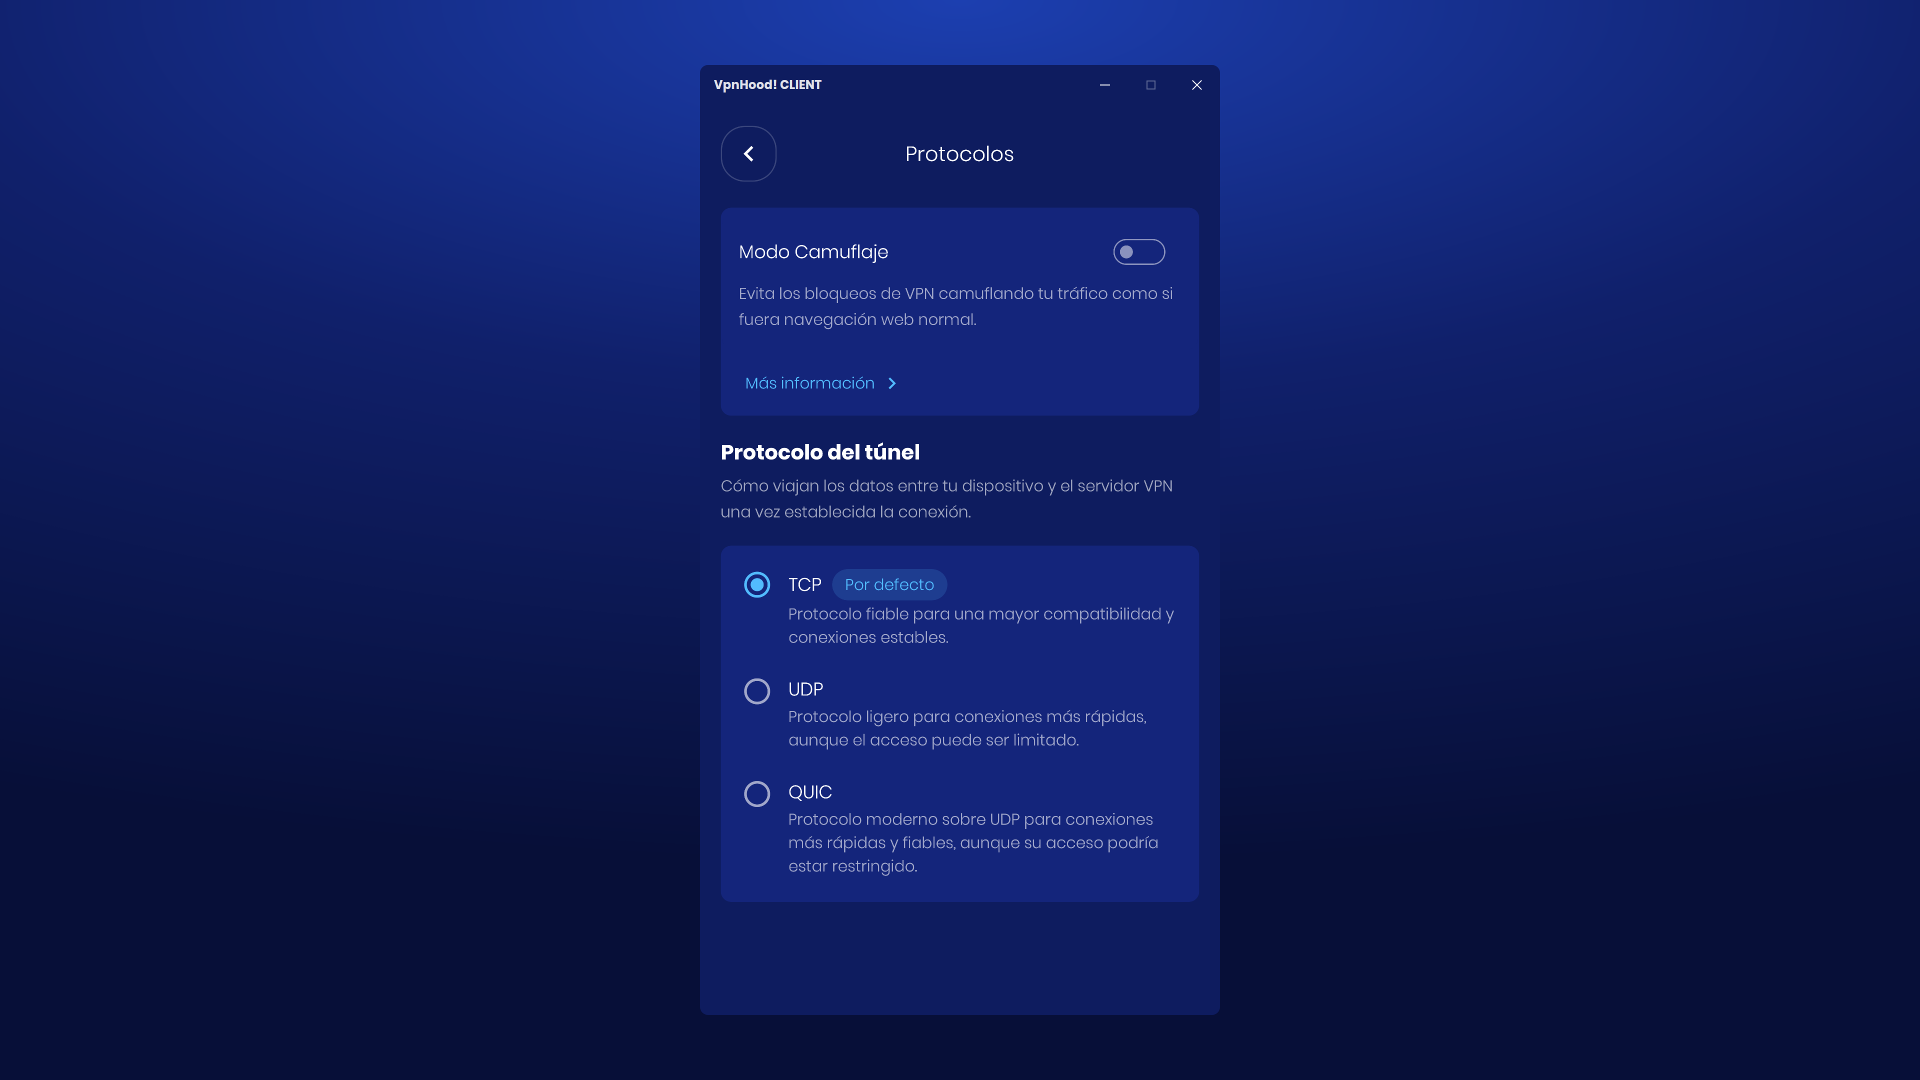 VpnHood! CLIENT
Protocolos
Modo Camuflaje
Evita los bloqueos de VPN camuflando tu tráfico como si
fuera navegación web normal.
Más información
Protocolo del túnel
Cómo viajan los datos entre tu dispositivo y el servidor VPN
una vez establecida la conexión.
TCP Por defecto
Protocolo fiable para una mayor compatibilidad y
conexiones estables.
UDP
Protocolo ligero para conexiones más rápidas,
aunque el acceso puede ser limitado.
QUIC
Protocolo moderno sobre UDP para conexiones
más rápidas y fiables, aunque su acceso podría
estar restringido.